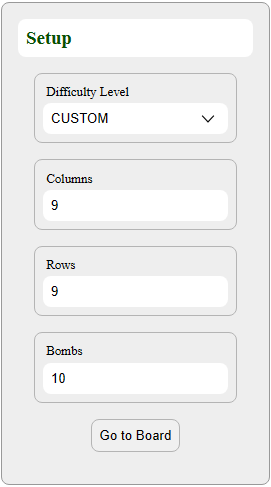 Setup
Difficulty Level
CUSTOM
Columns
9
Rows
9
Bombs
10
Go to Board